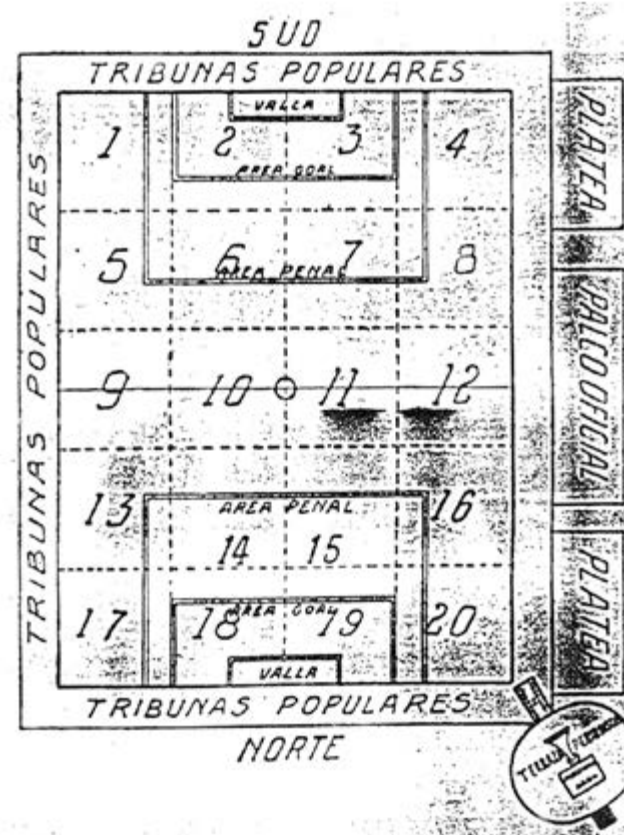 SUD
TRIBUNAS POPULARES
VALLA
1 2 3 4
AREA GOAL
5 6 7 8
AREA PENAL
9 10 11 12
13 16
AREA PENAL
14 15
17 18 19 20
AREA GOAL
VALLA
TRIBUNAS POPULARES
NORTE
TRIBUNAS POPULARES
PLATEA
PALCO OFICIAL
PLATEA